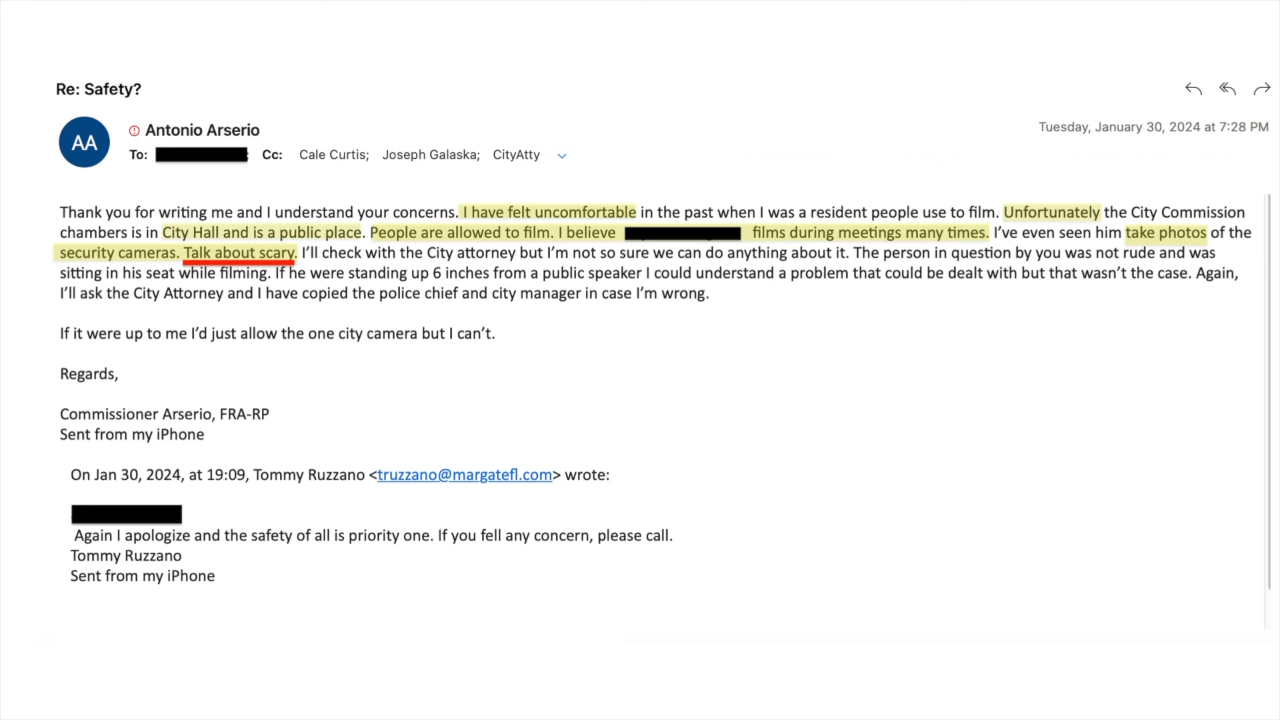 Re: Safety?
AA
Antonio Arserio
Tuesday, January 30, 2024 at 7:28 PM
To: ; Cc: Cale Curtis; Joseph Galaska; CityAtty
Thank you for writing me and I understand your concerns. I have felt uncomfortable in the past when I was a resident people use to film. Unfortunately the City Commission
chambers is in City Hall and is a public place. People are allowed to film. I believe films during meetings many times. I've even seen him take photos of the
security cameras. Talk about scary. I'll check with the City attorney but I'm not so sure we can do anything about it. The person in question by you was not rude and was
sitting in his seat while filming. If he were standing up 6 inches from a public speaker I could understand a problem that could be dealt with but that wasn't the case. Again,
I'll ask the City Attorney and I have copied the police chief and city manager in case I'm wrong.
If it were up to me I'd just allow the one city camera but I can't.
Regards,
Commissioner Arserio, FRA-RP
Sent from my iPhone
On Jan 30, 2024, at 19:09, Tommy Ruzzano <truzzano@margatefl.com> wrote:
Again I apologize and the safety of all is priority one. If you fell any concern, please call.
Tommy Ruzzano
Sent from my iPhone